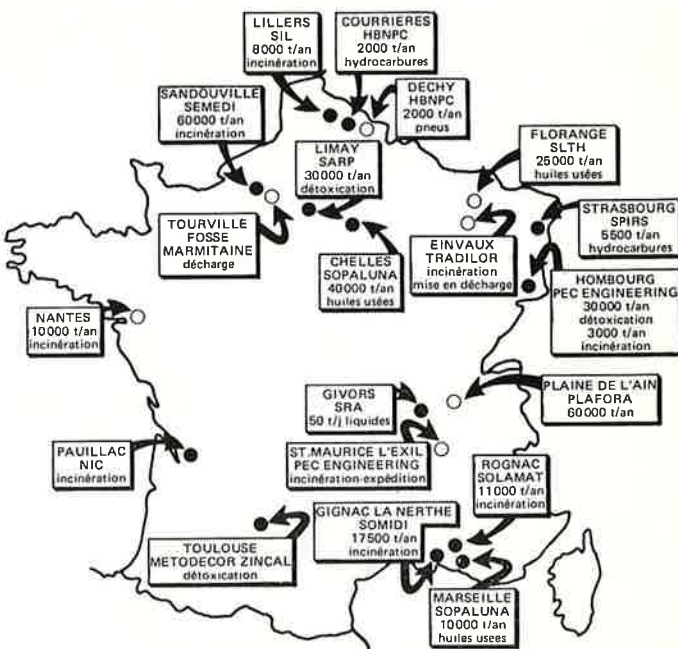 LILLERS
SIL
8000 t/an
incinération
COURRIERES
HBNPC
2000 t/an
hydrocarbures
SANDOUVILLE
SEMEDI
60000 t/an
incinération
DECHY
HBNPC
2000 t/an
pneus
LIMAY
SARP
30000 t/an
détoxication
FLORANGE
SLTH
25000 t/an
huiles usées
TOURVILLE
FOSSE
MARMITAINE
décharge
CHELLES
SOPALUNA
40000 t/an
huiles usées
EINVAUX
TRADILOR
incinération
mise en décharge
STRASBOURG
SPIRS
5500 t/an
hydrocarbures
HOMBOURG
PEC ENGINEERING
30000 t/an
détoxication
3000 t/an
incinération
NANTES
10000 t/an
incinération
GIVORS
SRA
50 t/j liquides
PLAINE DE L'AIN
PLAFORA
60000 t/an
PAUILLAC
NIC
incinération
ST.MAURICE L'EXIL
PEC ENGINEERING
incinération-expédition
ROGNAC
SOLAMAT
11000 t/an
incinération
GIGNAC LA NERTHE
SOMIDI
17500 t/an
incinération
TOULOUSE
METODECOR ZINCAL
détoxication
MARSEILLE
SOPALUNA
10000 t/an
huiles usees